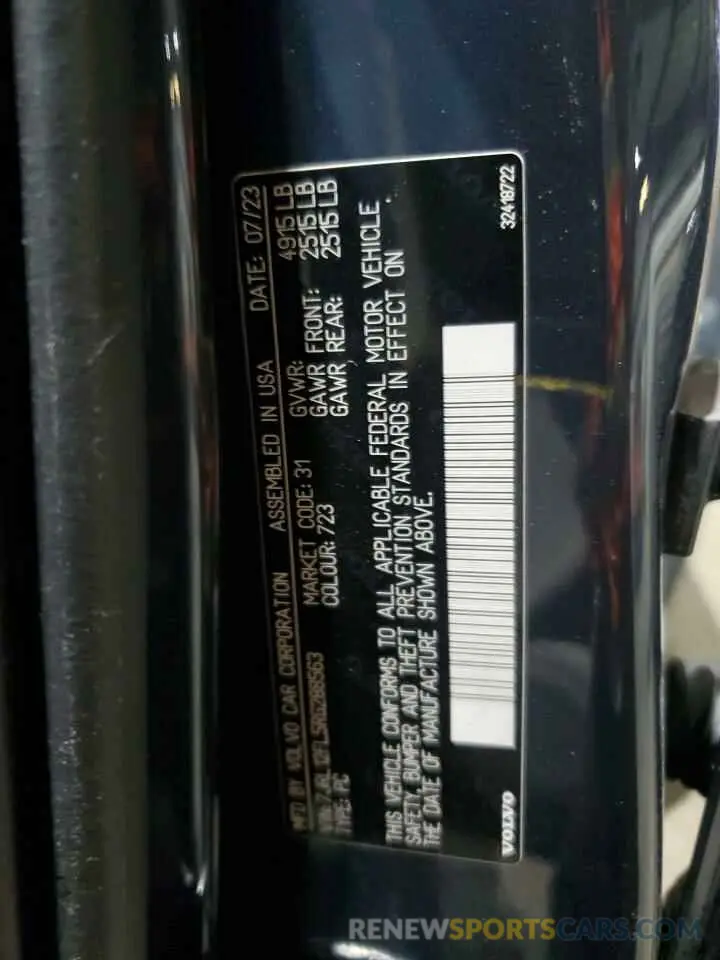 MFD BY VOLVO CAR CORPORATION ASSEMBLED IN USA DATE: 07/23
MARKET CODE: 31 GVWR: 4915 LB
TYPE: PC COLOUR: 723 GAWR FRONT: 2515 LB
GAWR REAR: 2515 LB
THIS VEHICLE CONFORMS TO ALL APPLICABLE FEDERAL MOTOR VEHICLE
SAFETY, BUMPER AND THEFT PREVENTION STANDARDS IN EFFECT ON
THE DATE OF MANUFACTURE SHOWN ABOVE.
VOLVO 32418722
RENEWSPORTSCARS.COM